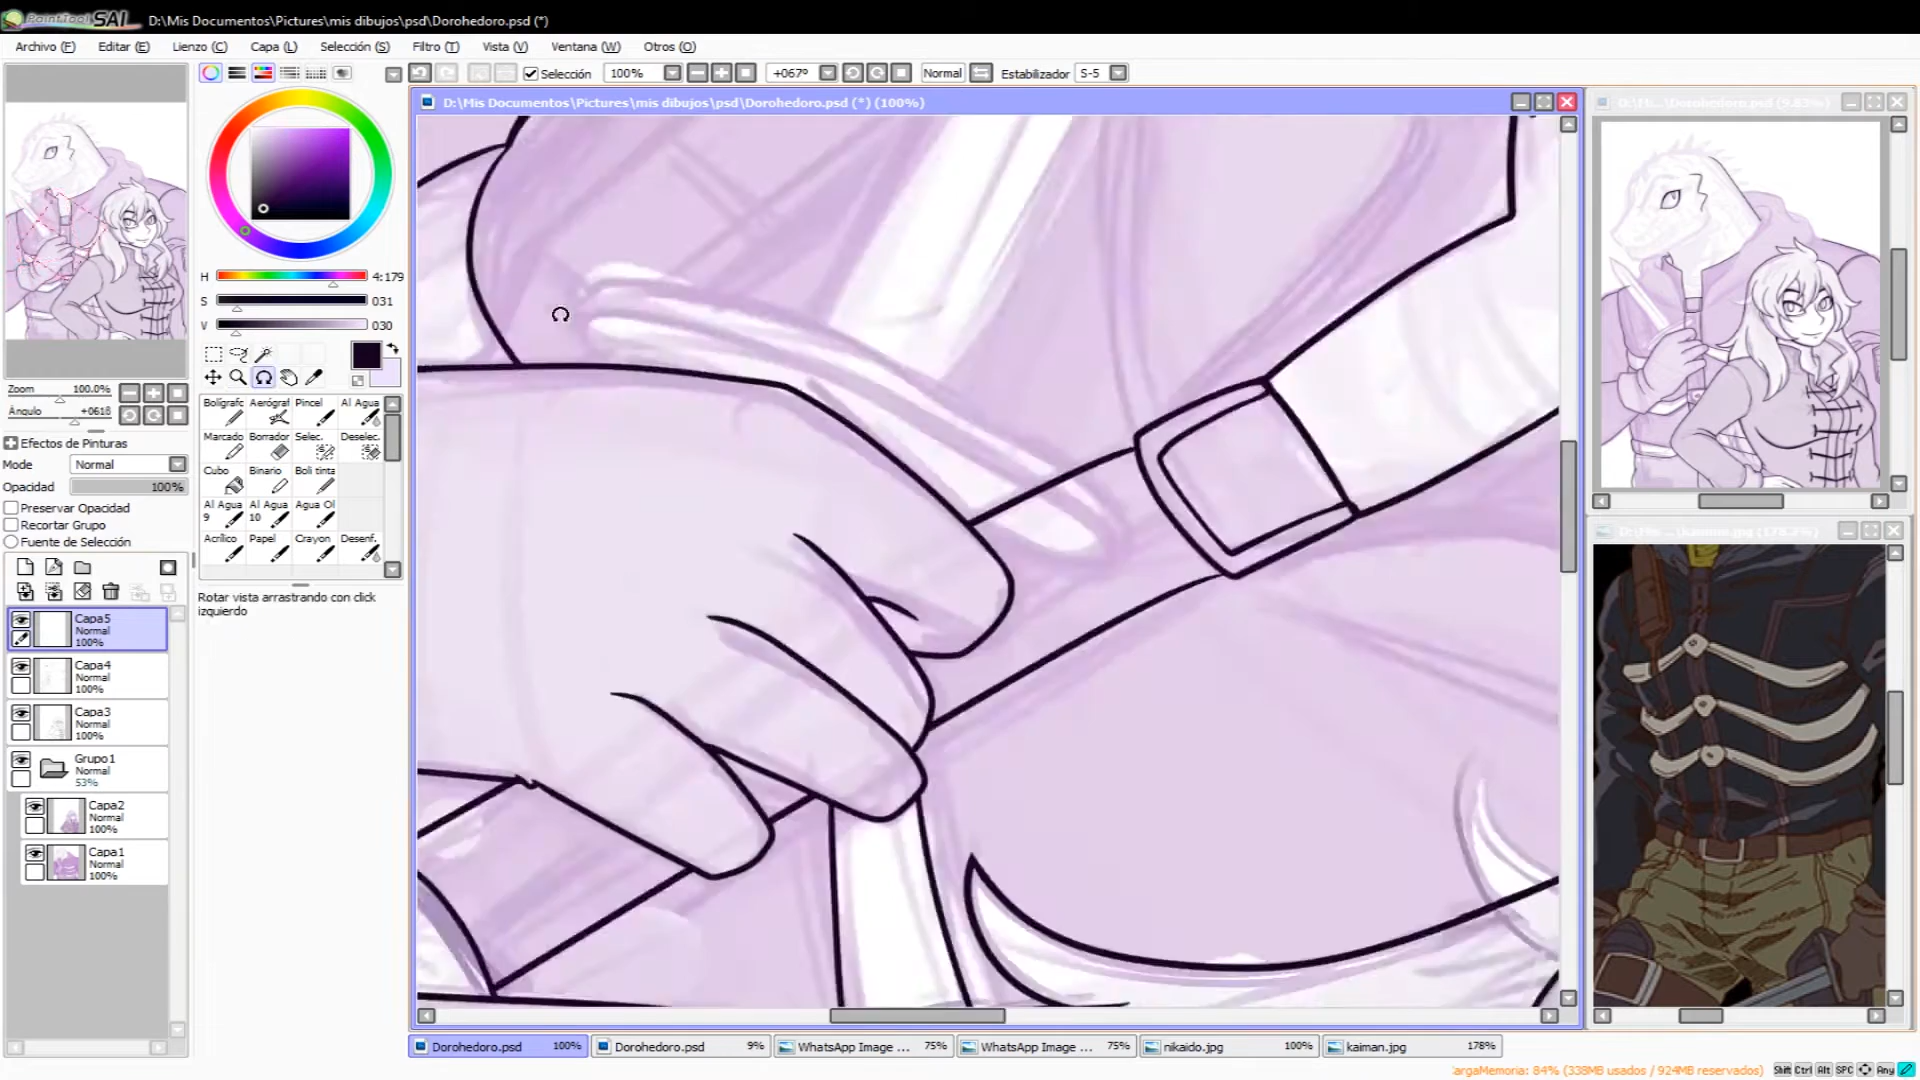 PaintTool SAI D:\Mis Documentos\Pictures\mis dibujos\psd\Dorohedoro.psd (*)
Archivo (F) Editar (E) Lienzo (C) Capa (L) Selección (S) Filtro (T) Vista (V) Ventana (W) Otros (O)
Selección 100% +067º Normal Estabilizador S-5
D:\Mis Documentos\Pictures\mis dibujos\psd\Dorohedoro.psd (*) (100%)
H 4:179
S 031
V 030
Zoom 100.0%
Ángulo +0618
Efectos de Pinturas
Mode Normal
Opacidad 100%
Preservar Opacidad
Recortar Grupo
Fuente de Selección
Bolígrafc Aerógraf Pincel Al Agua
Marcado Borrador Selec. Deselec.
Cubo Binario Boli tinta
Al Agua 9 Al Agua 10 Agua Ol
Acrílico Papel Crayon Desenf.
Rotar vista arrastrando con click
izquierdo
Capa5
Normal
100%
Capa4
Normal
100%
Capa3
Normal
100%
Grupo1
Normal
53%
Capa2
Normal
100%
Capa1
Normal
100%
Dorohedoro.psd 100% Dorohedoro.psd 9% WhatsApp Image ... 75% WhatsApp Image ... 75% nikaido.jpg 100% kaiman.jpg 178%
argaMemoria: 84% (338MB usados / 924MB reservados) Shift Ctrl Alt SPC Any